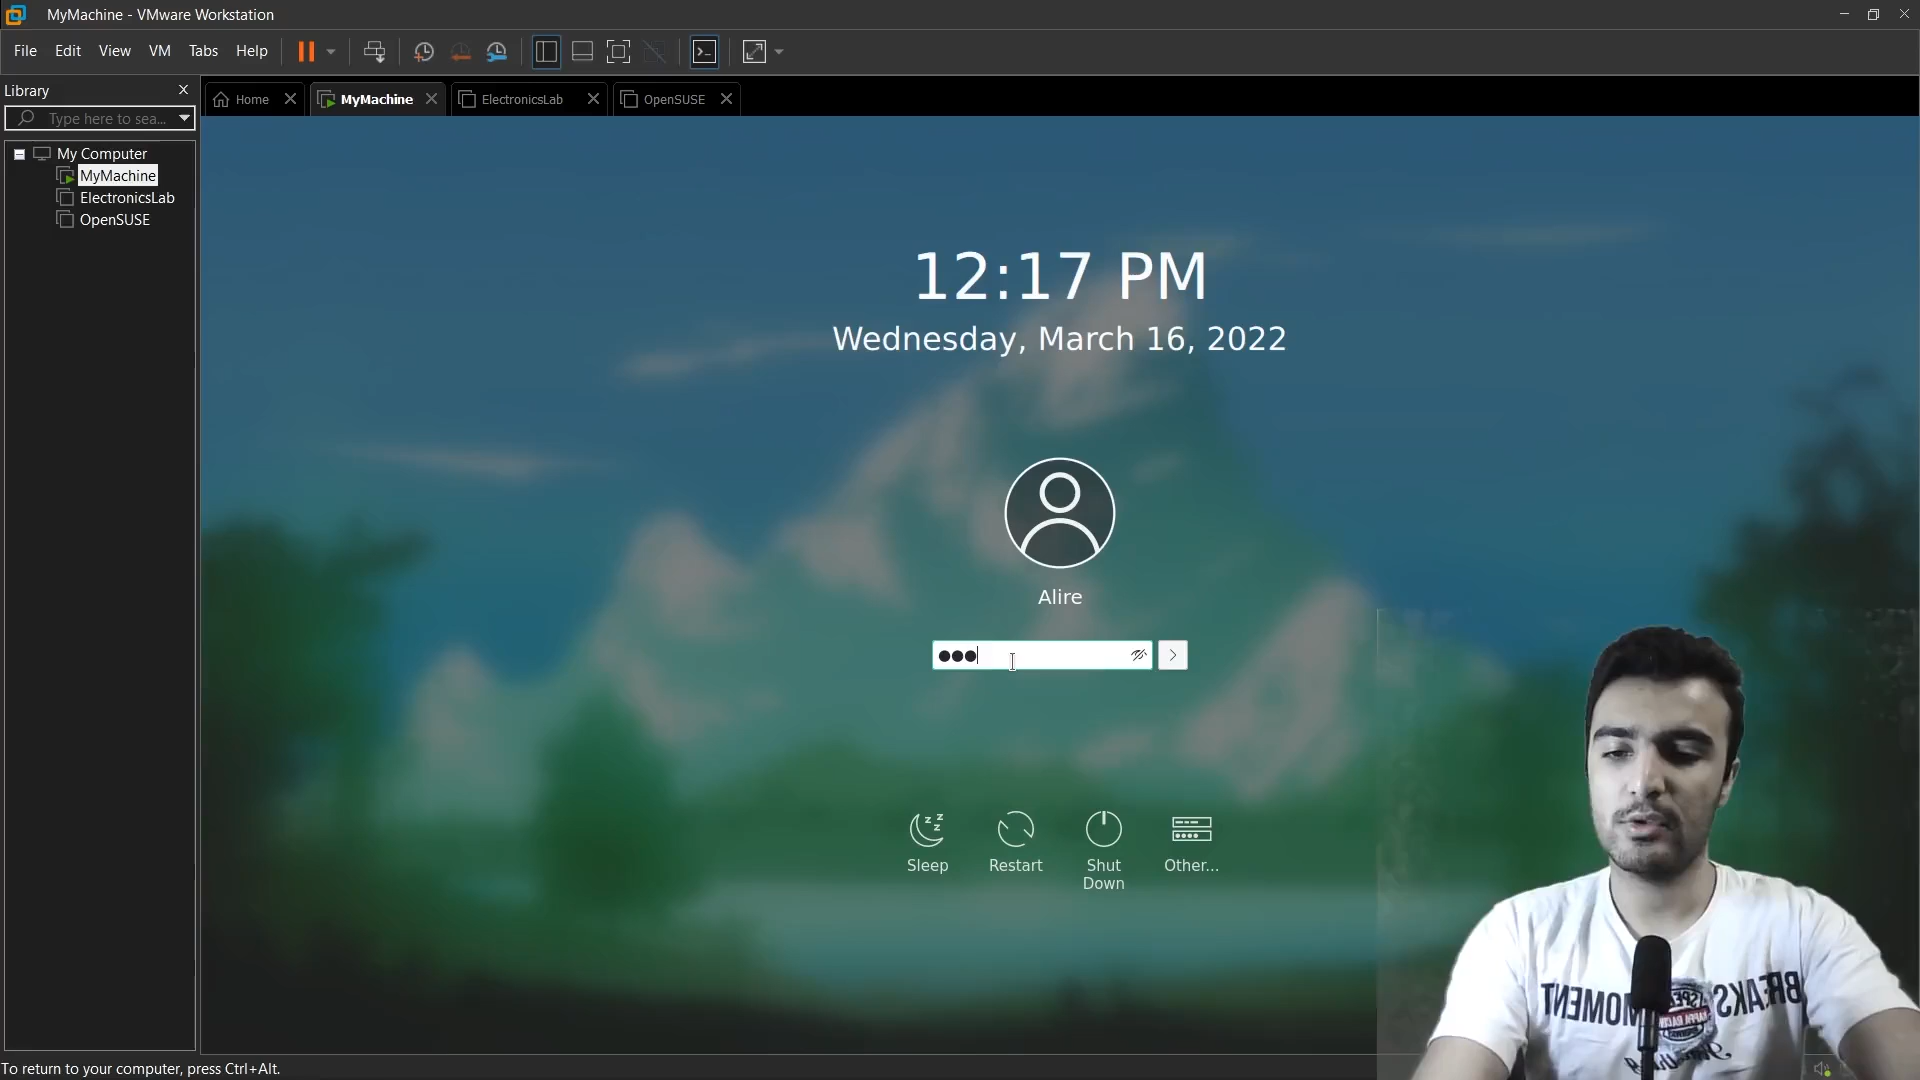 MyMachine - VMware Workstation
File Edit View VM Tabs Help
Library
Type here to sea...
Home MyMachine ElectronicsLab OpenSUSE
My Computer
MyMachine
ElectronicsLab
OpenSUSE
12:17 PM
Wednesday, March 16, 2022
Alire
Sleep Restart Shut Down Other...
MOMENT BREAKS
To return to your computer, press Ctrl+Alt.